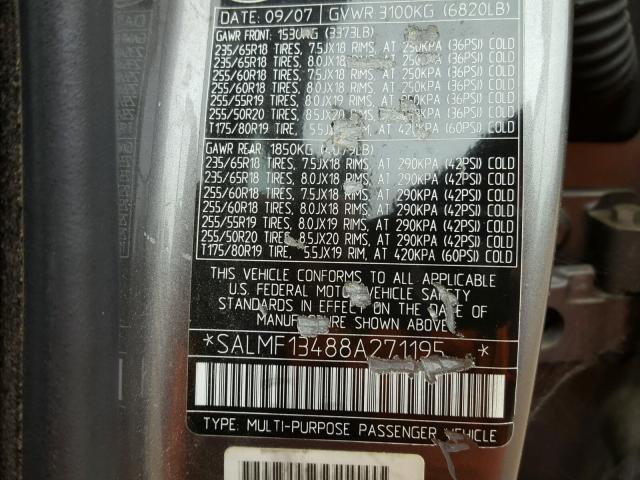 DATE: 09/07 GVWR 3100KG (6820LB)
GAWR FRONT: 1530KG (3373LB)
235/65R18 TIRES, 7.5JX18 RIMS, AT 250KPA (36PSI) COLD
235/65R18 TIRES, 8.0JX18 RIMS, AT 250KPA (36PSI) COLD
255/60R18 TIRES, 7.5JX18 RIMS, AT 250KPA (36PSI) COLD
255/60R18 TIRES, 8.0JX18 RIMS, AT 250KPA (36PSI) COLD
255/55R19 TIRES, 8.0JX19 RIMS, AT 250KPA (36PSI) COLD
255/50R20 TIRES, 8.5JX20 RIMS, AT 250KPA (36PSI) COLD
T175/80R19 TIRE, 5.5JX19 RIM, AT 420KPA (60PSI) COLD
GAWR REAR 1850KG (4079LB)
235/65R18 TIRES, 7.5JX18 RIMS, AT 290KPA (42PSI) COLD
235/65R18 TIRES, 8.0JX18 RIMS, AT 290KPA (42PSI) COLD
255/60R18 TIRES, 7.5JX18 RIMS, AT 290KPA (42PSI) COLD
255/60R18 TIRES, 8.0JX18 RIMS, AT 290KPA (42PSI) COLD
255/55R19 TIRES, 8.0JX19 RIMS, AT 290KPA (42PSI) COLD
255/50R20 TIRES, 8.5JX20 RIMS, AT 290KPA (42PSI) COLD
T175/80R19 TIRE, 5.5JX19 RIM, AT 420KPA (60PSI) COLD
THIS VEHICLE CONFORMS TO ALL APPLICABLE
U.S. FEDERAL MOTOR VEHICLE SAFETY
STANDARDS IN EFFECT ON THE DATE OF
MANUFACTURE SHOWN ABOVE
*SALMF13488A271195 *
TYPE: MULTI-PURPOSE PASSENGER VEHICLE